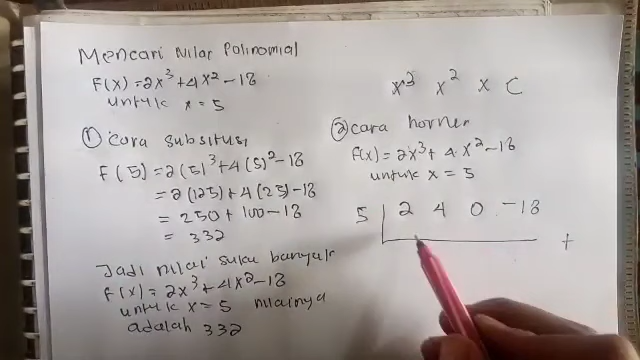 Mencari Nilai Polinomial
f(x) = 2x³ + 4x² - 18
untuk x = 5
① cara subsitusi
f(5) = 2(5)³ + 4(5)² - 18
= 2(125) + 4(25) - 18
= 250 + 100 - 18
= 332
Jadi nilai suku banyak
f(x) = 2x³ + 4x² - 18
untuk x = 5 nilainya
adalah 332
x³ x² x C
② cara horner
f(x) = 2x³ + 4x² - 18
untuk x = 5
5 | 2 4 0 -18
+